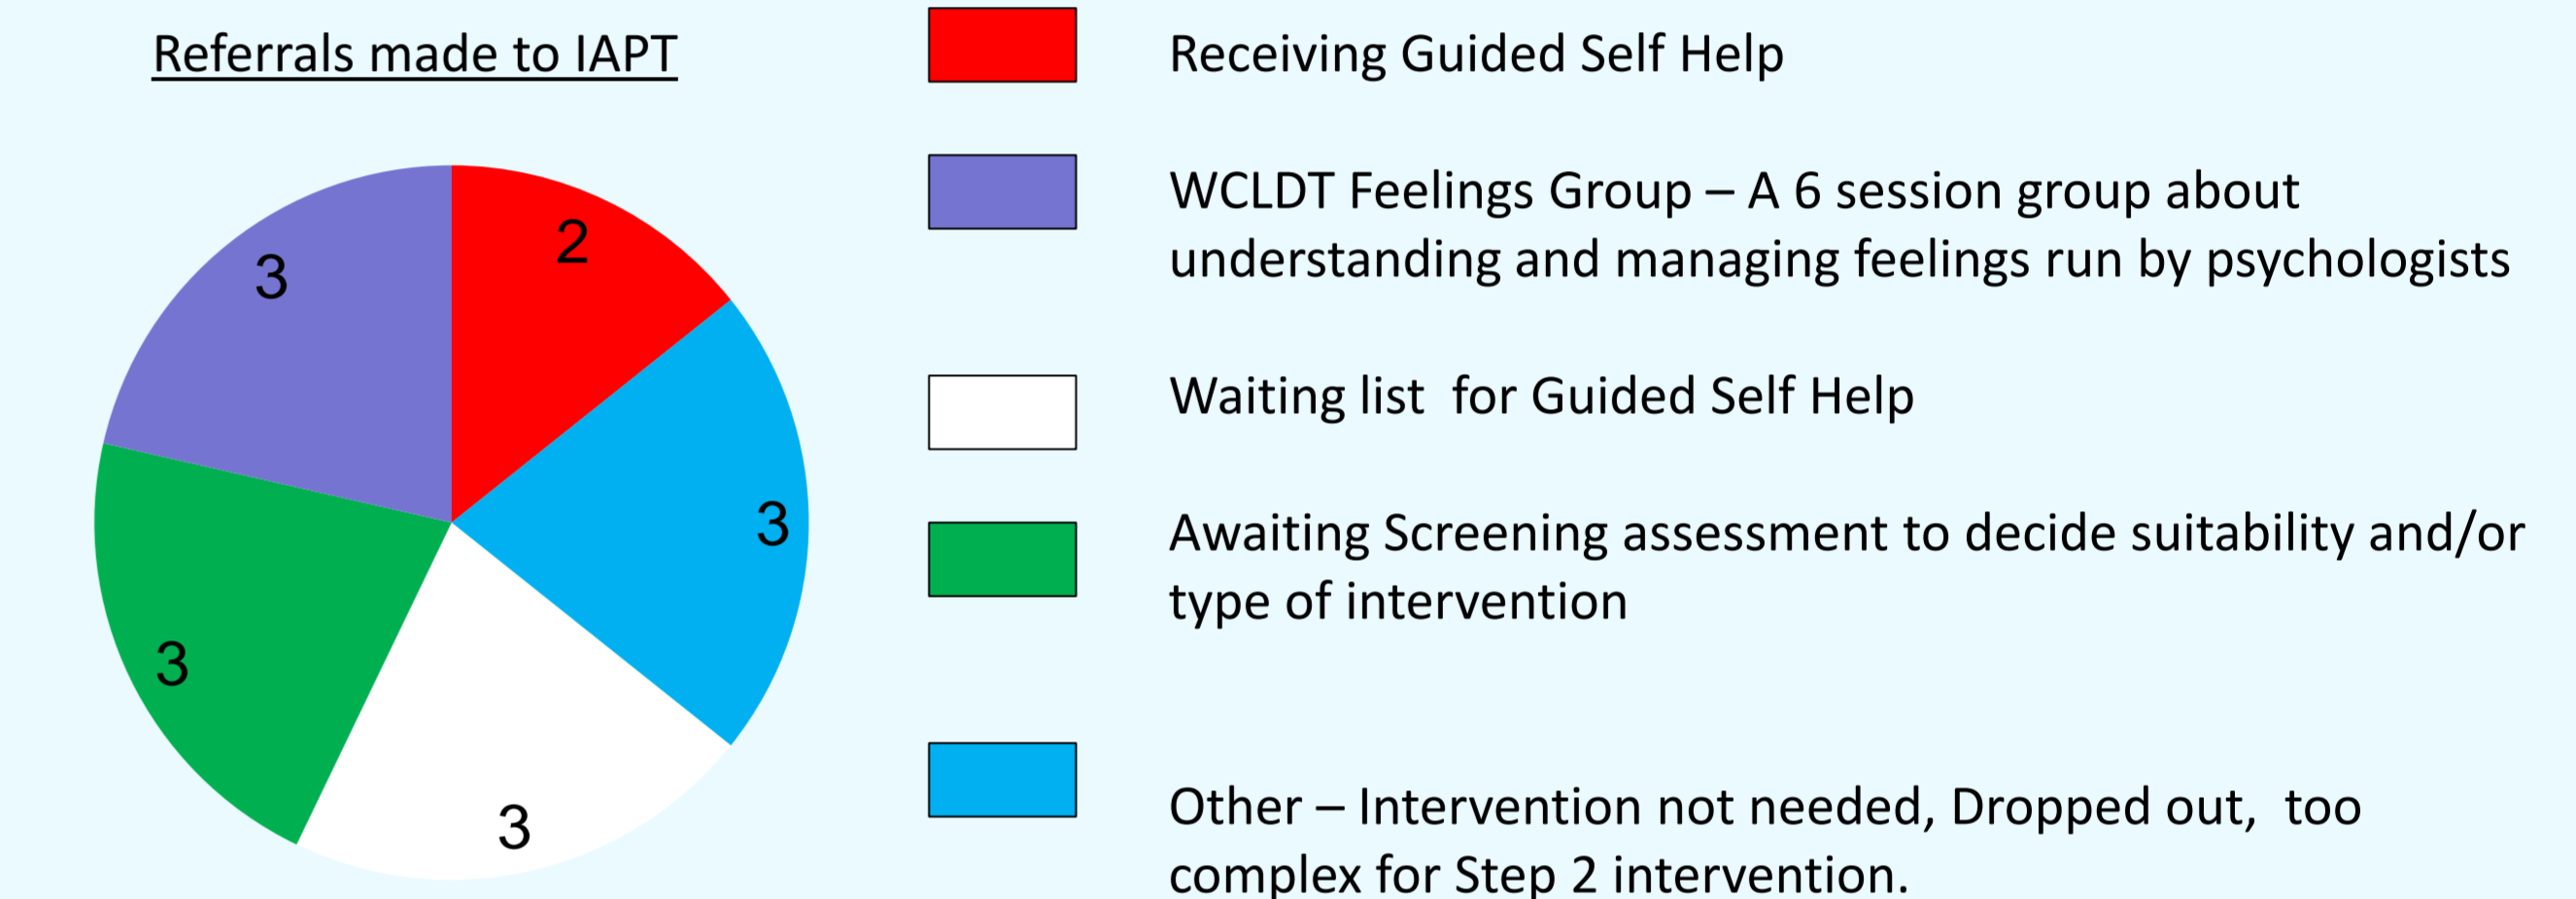 Referrals made to IAPT
2
3
3
3
3
Receiving Guided Self Help
WCLDT Feelings Group – A 6 session group about
understanding and managing feelings run by psychologists
Waiting list  for Guided Self Help
Awaiting Screening assessment to decide suitability and/or
type of intervention
Other – Intervention not needed, Dropped out,  too
complex for Step 2 intervention.